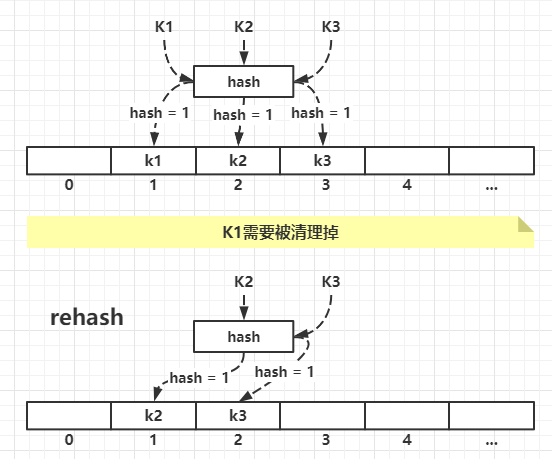 K1 K2 K3
hash
hash = 1 hash = 1 hash = 1
k1 k2 k3
0 1 2 3 4 ...
K1需要被清理掉
K2 K3
rehash
hash
hash = 1 hash = 1
k2 k3
0 1 2 3 4 ...